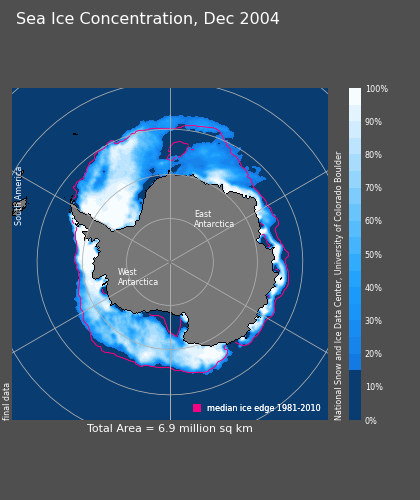 Sea Ice Concentration, Dec 2004
South America
East
Antarctica
West
Antarctica
median ice edge 1981-2010
final data
Total Area = 6.9 million sq km
100%
90%
80%
70%
60%
50%
40%
30%
20%
10%
0%
National Snow and Ice Data Center, University of Colorado Boulder